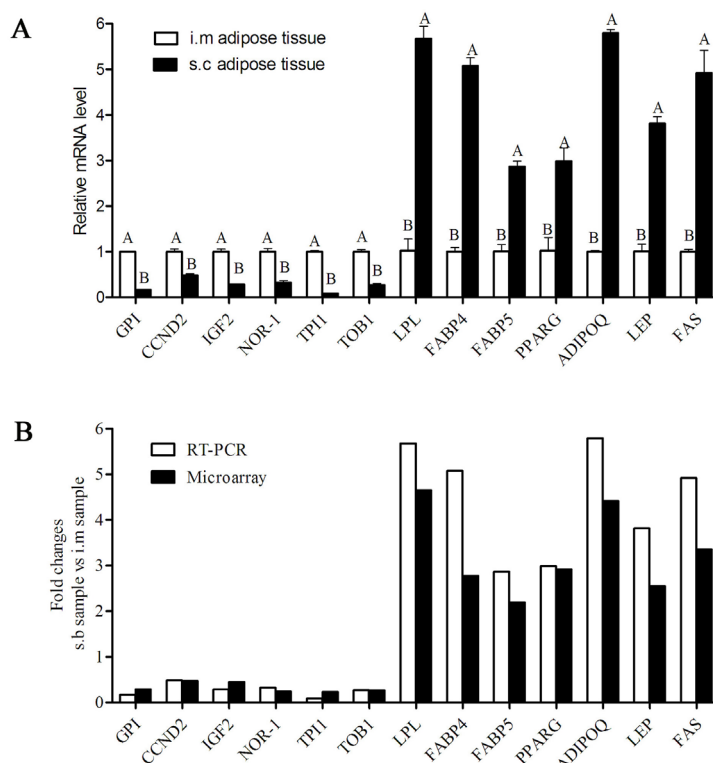 A
i.m adipose tissue
s.c adipose tissue
Relative mRNA level
6
5
4
3
2
1
0
A B A B A B A B A B A B B A B A B A B A B A B A B A
GPI CCND2 IGF2 NOR-1 TPI1 TOB1 LPL FABP4 FABP5 PPARG ADIPOQ LEP FAS
B
RT-PCR
Microarray
Fold changes
s.b sample vs i.m sample
6
5
4
3
2
1
0
GPI CCND2 IGF2 NOR-1 TPI1 TOB1 LPL FABP4 FABP5 PPARG ADIPOQ LEP FAS